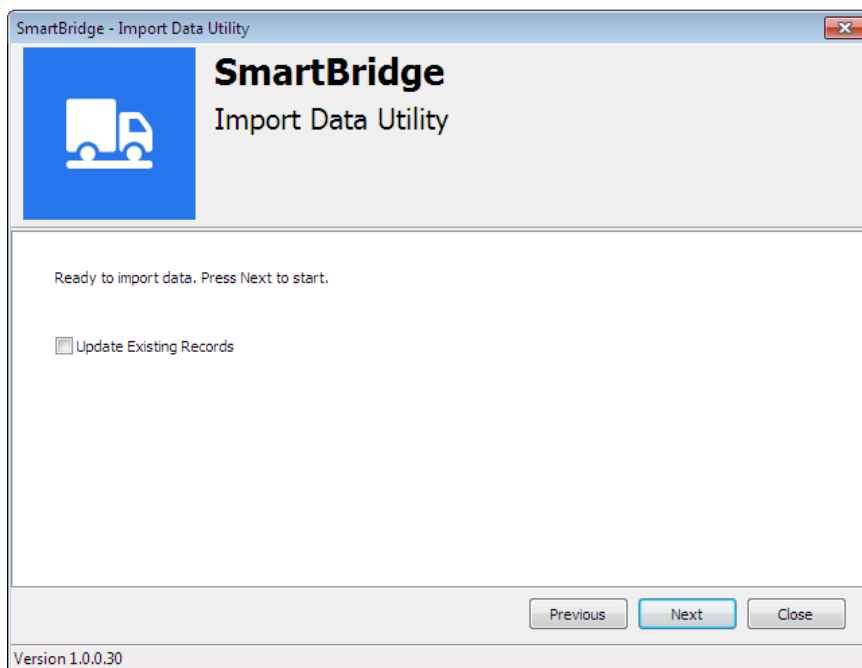 SmartBridge - Import Data Utility
SmartBridge
Import Data Utility
Ready to import data. Press Next to start.
Update Existing Records
Previous Next Close
Version 1.0.0.30